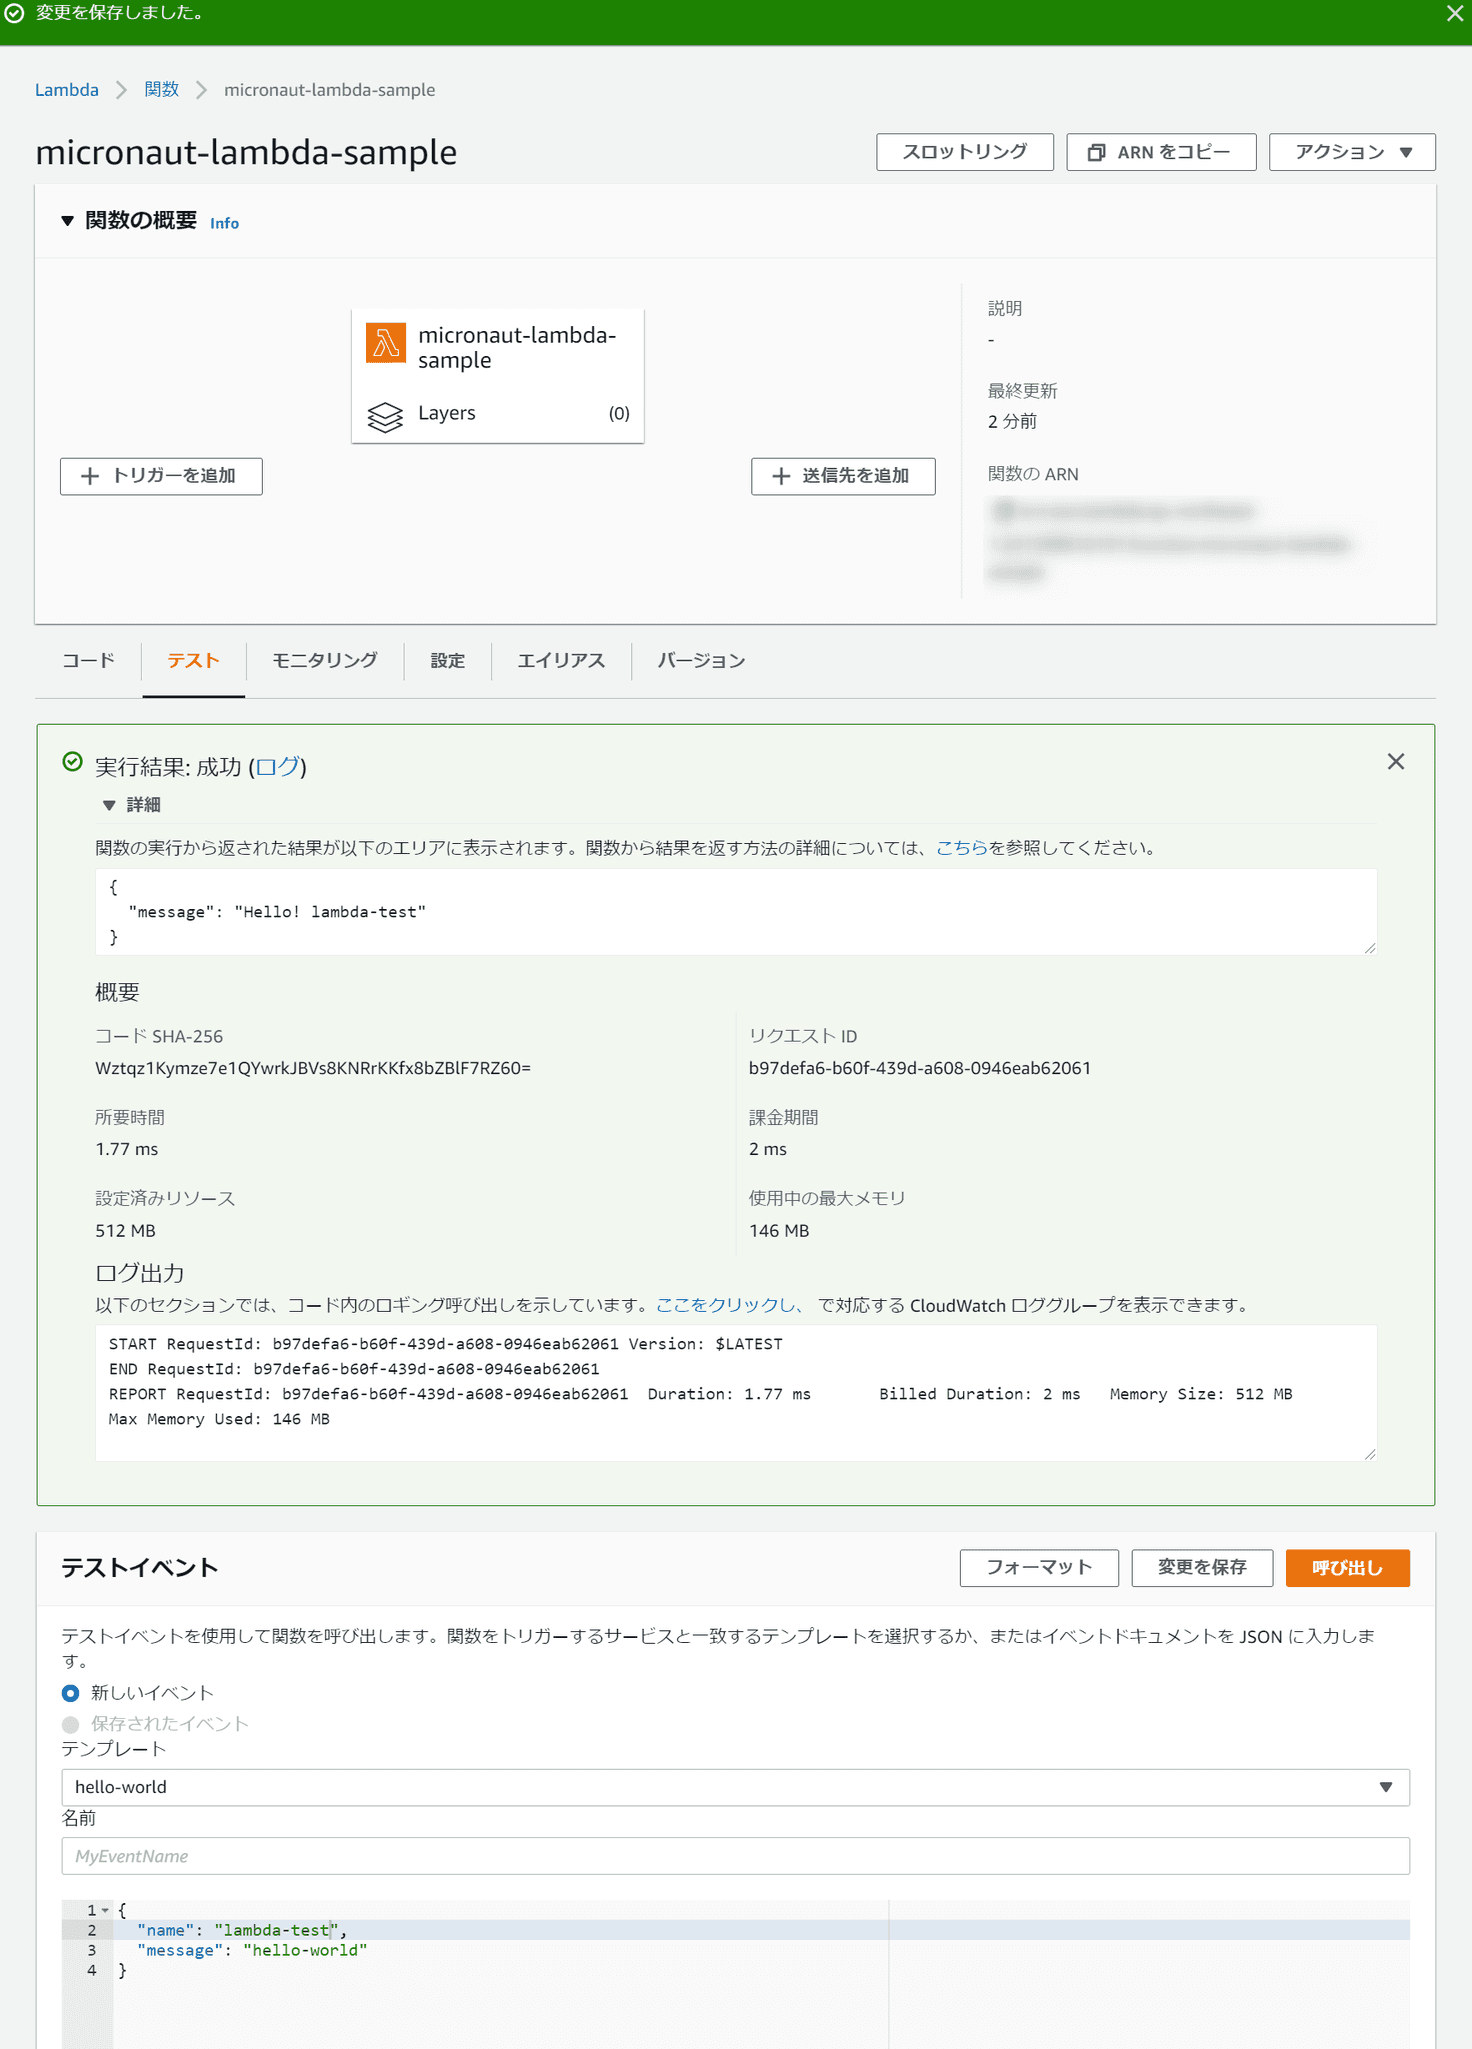 変更を保存しました。
Lambda 関数 micronaut-lambda-sample
micronaut-lambda-sample
スロットリング ARN をコピー アクション
関数の概要 Info
micronaut-lambda-
sample
Layers (0)
トリガーを追加
送信先を追加
説明
-
最終更新
2 分前
関数の ARN
コード テスト モニタリング 設定 エイリアス バージョン
実行結果: 成功 (ログ)
詳細
関数の実行から返された結果が以下のエリアに表示されます。関数から結果を返す方法の詳細については、こちらを参照してください。
{
"message": "Hello! lambda-test"
}
概要
コード SHA-256
Wztqz1Kymze7e1QYwrkJBVs8KNRrKKfx8bZBlF7RZ60=
リクエスト ID
b97defa6-b60f-439d-a608-0946eab62061
所要時間
1.77 ms
課金期間
2 ms
設定済みリソース
512 MB
使用中の最大メモリ
146 MB
ログ出力
以下のセクションでは、コード内のロギング呼び出しを示しています。ここをクリックし、 で対応する CloudWatch ロググループを表示できます。
START RequestId: b97defa6-b60f-439d-a608-0946eab62061 Version: $LATEST
END RequestId: b97defa6-b60f-439d-a608-0946eab62061
REPORT RequestId: b97defa6-b60f-439d-a608-0946eab62061 Duration: 1.77 ms Billed Duration: 2 ms Memory Size: 512 MB
Max Memory Used: 146 MB
テストイベント
フォーマット 変更を保存 呼び出し
テストイベントを使用して関数を呼び出します。関数をトリガーするサービスと一致するテンプレートを選択するか、またはイベントドキュメントを JSON に入力しま
す。
新しいイベント
保存されたイベント
テンプレート
hello-world
名前
MyEventName
1 {
2 "name": "lambda-test",
3 "message": "hello-world"
4 }